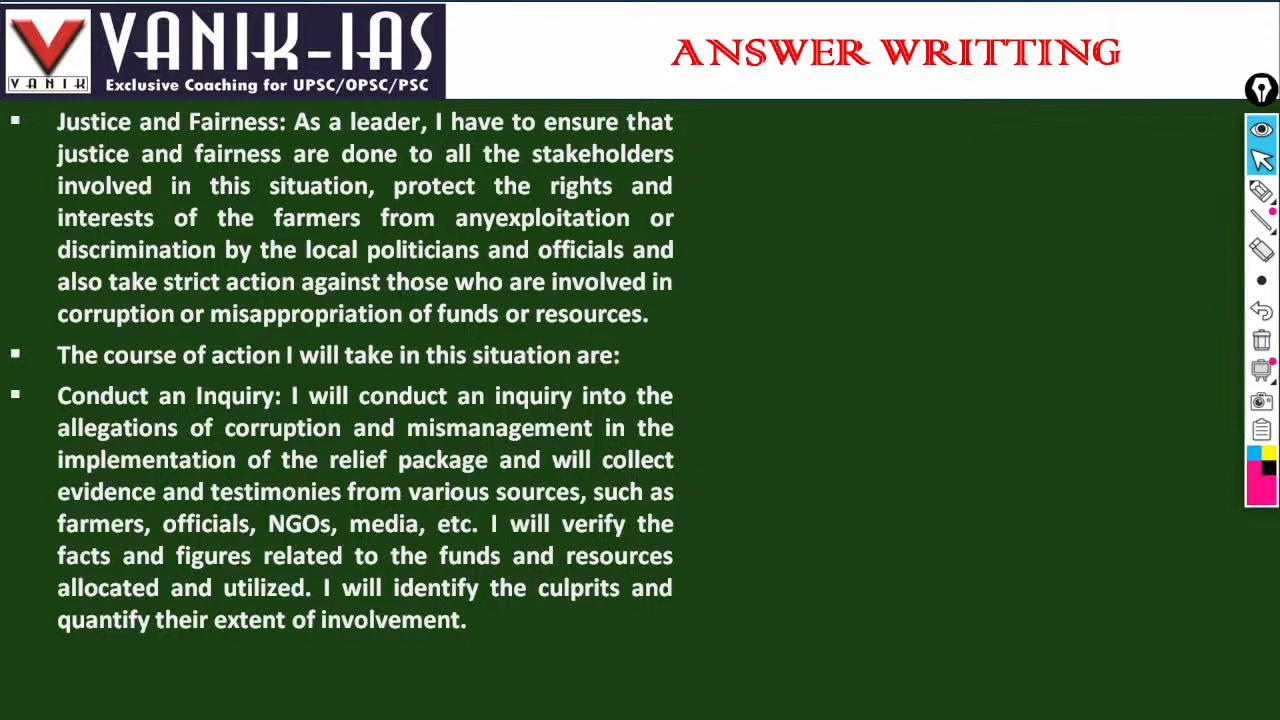 VANIK
VANIK-IAS
Exclusive Coaching for UPSC/OPSC/PSC
ANSWER WRITTING
▪ Justice and Fairness: As a leader, I have to ensure that
justice and fairness are done to all the stakeholders
involved in this situation, protect the rights and
interests of the farmers from anyexploitation or
discrimination by the local politicians and officials and
also take strict action against those who are involved in
corruption or misappropriation of funds or resources.
▪ The course of action I will take in this situation are:
▪ Conduct an Inquiry: I will conduct an inquiry into the
allegations of corruption and mismanagement in the
implementation of the relief package and will collect
evidence and testimonies from various sources, such as
farmers, officials, NGOs, media, etc. I will verify the
facts and figures related to the funds and resources
allocated and utilized. I will identify the culprits and
quantify their extent of involvement.